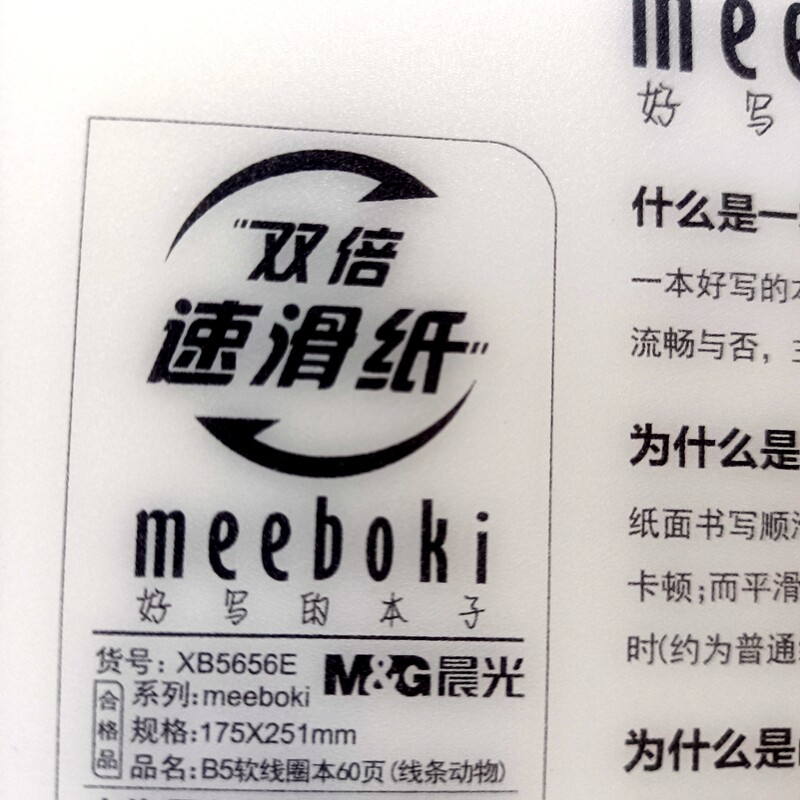 "双倍
速滑纸"
meeboki
好写的本子
货号: XB5656E
M&G晨光
合格品
系列:meeboki
规格:175X251mm
品名:B5软线圈本60页(线条动物)
mee
好写
什么是一
一本好写的
流畅与否,
为什么是
纸面书写顺
卡顿;而平滑
时(约为普通
为什么是